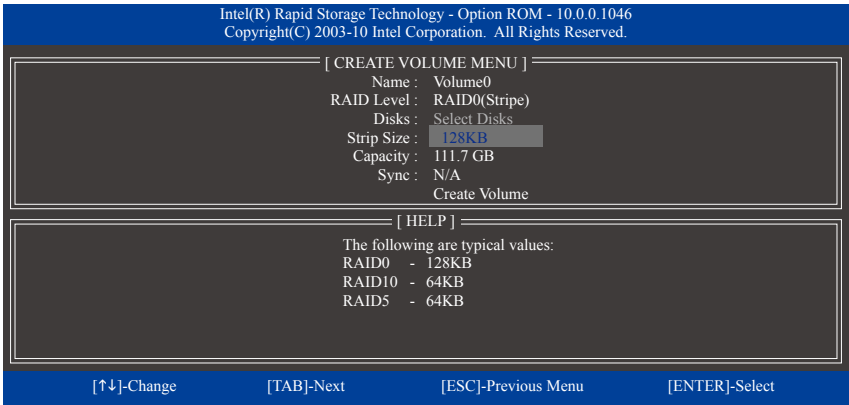 Intel(R) Rapid Storage Technology - Option ROM - 10.0.0.1046
Copyright(C) 2003-10 Intel Corporation.  All Rights Reserved.
[ CREATE VOLUME MENU ]
Name : Volume0
RAID Level : RAID0(Stripe)
Disks : Select Disks
Strip Size : 128KB
Capacity : 111.7 GB
Sync : N/A
Create Volume
[ HELP ]
The following are typical values:
RAID0 - 128KB
RAID10 - 64KB
RAID5 - 64KB
[↑↓]-Change [TAB]-Next [ESC]-Previous Menu [ENTER]-Select